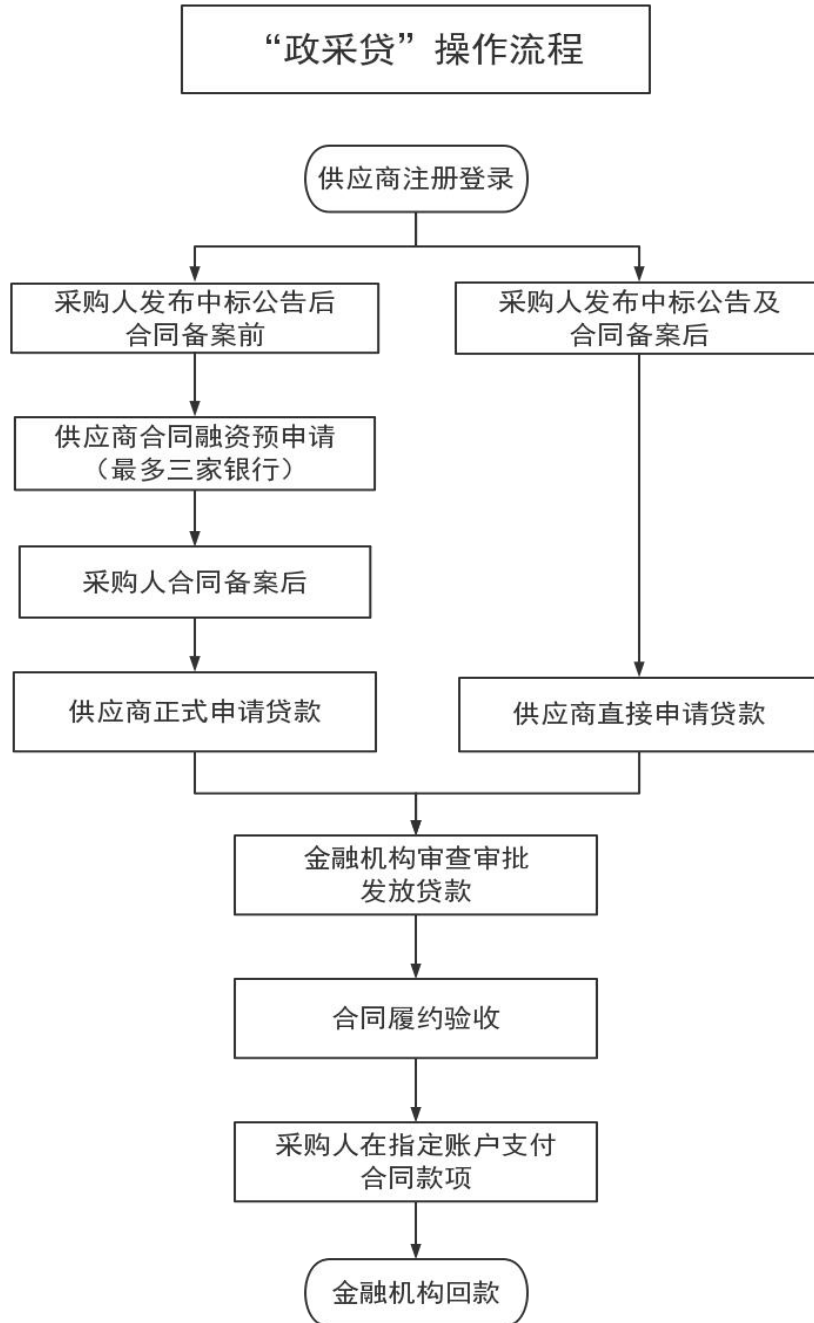 “政采贷”操作流程
供应商注册登录
采购人发布中标公告后
合同备案前
采购人发布中标公告及
合同备案后
供应商合同融资预申请
（最多三家银行）
采购人合同备案后
供应商正式申请贷款
供应商直接申请贷款
金融机构审查审批
发放贷款
合同履约验收
采购人在指定账户支付
合同款项
金融机构回款